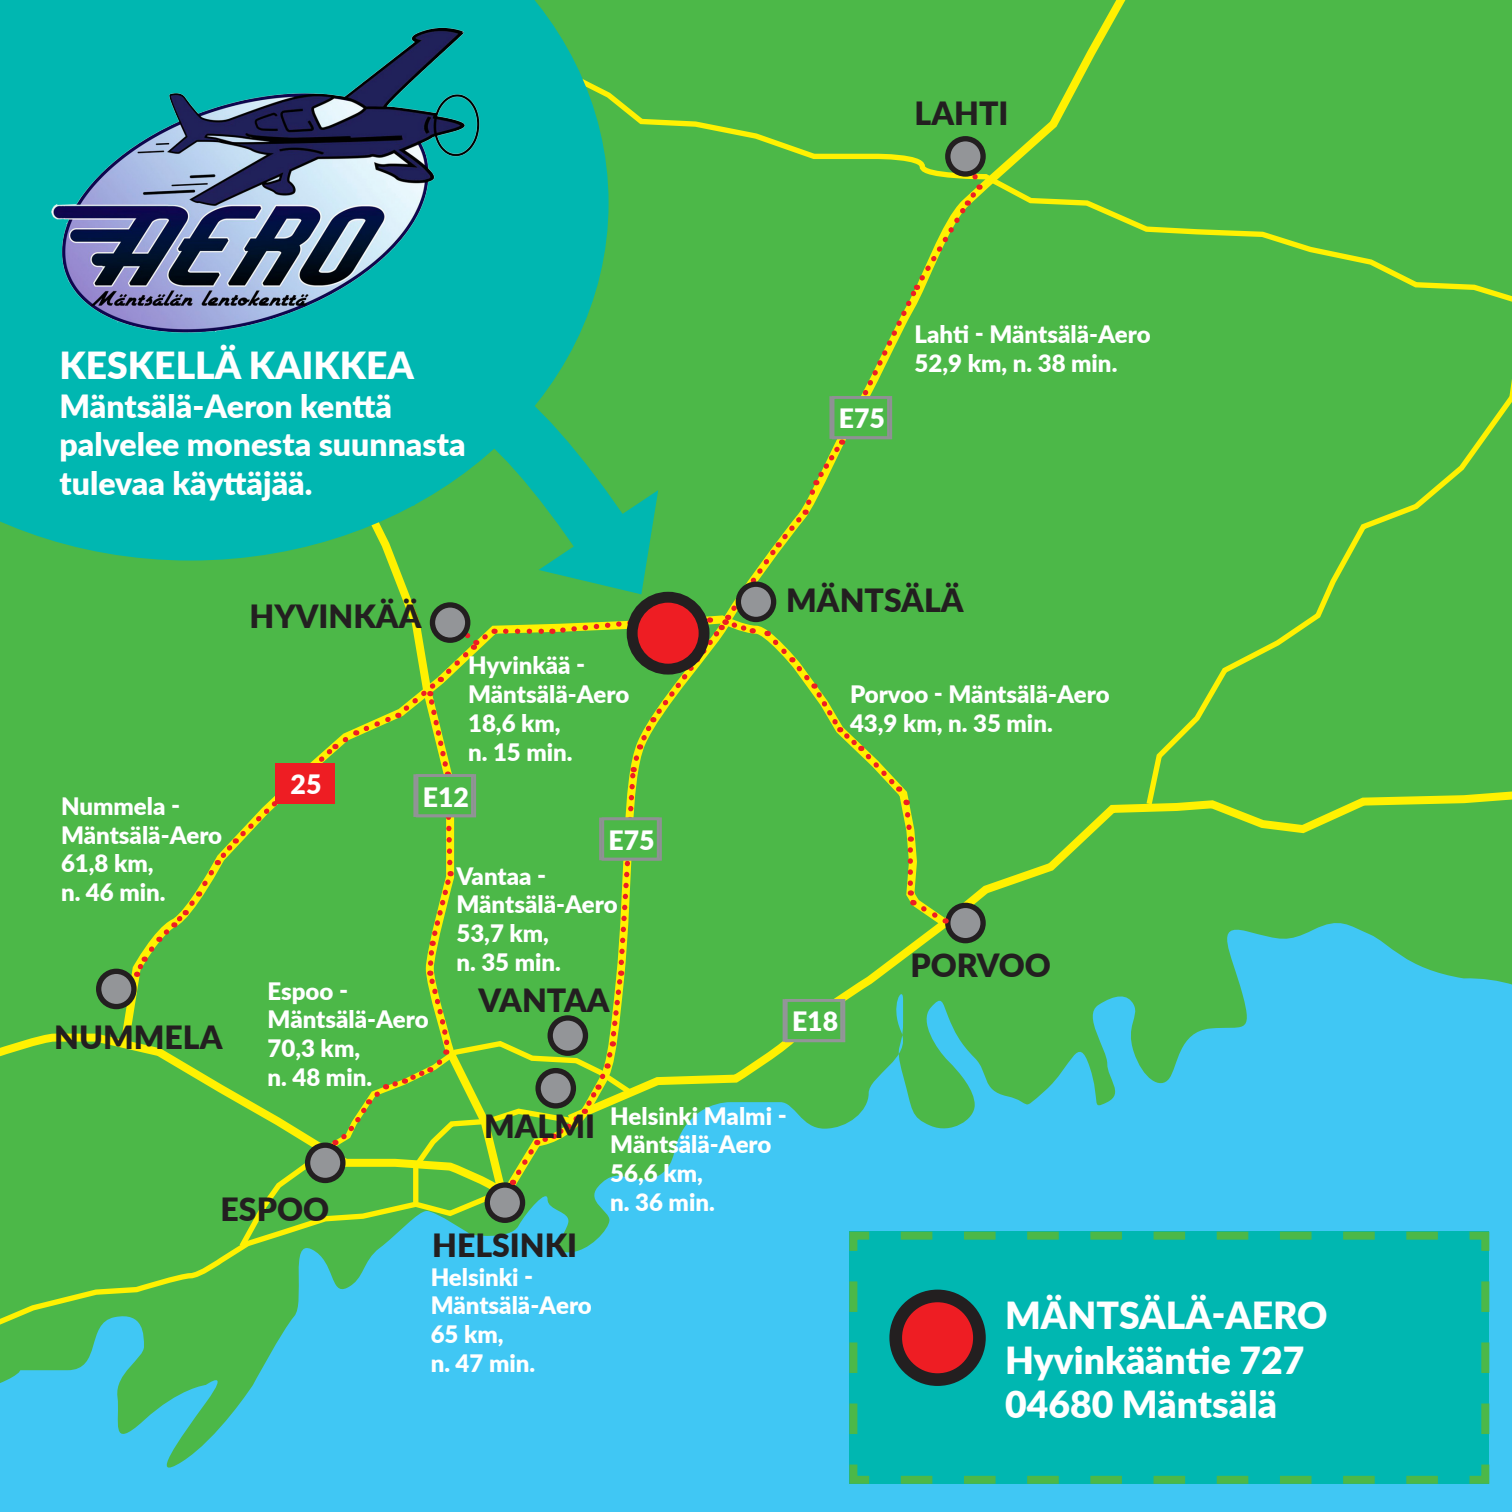 AERO
Mäntsälän lentokenttä
KESKELLÄ KAIKKEA
Mäntsälä-Aeron kenttä
palvelee monesta suunnasta
tulevaa käyttäjää.
LAHTI
Lahti - Mäntsälä-Aero
52,9 km, n. 38 min.
E75
HYVINKÄÄ
MÄNTSÄLÄ
Hyvinkää -
Mäntsälä-Aero
18,6 km,
n. 15 min.
Porvoo - Mäntsälä-Aero
43,9 km, n. 35 min.
25
E12
E75
Nummela -
Mäntsälä-Aero
61,8 km,
n. 46 min.
Vantaa -
Mäntsälä-Aero
53,7 km,
n. 35 min.
PORVOO
Espoo -
Mäntsälä-Aero
70,3 km,
n. 48 min.
VANTAA
E18
NUMMELA
MALMI
Helsinki Malmi -
Mäntsälä-Aero
56,6 km,
n. 36 min.
ESPOO
HELSINKI
Helsinki -
Mäntsälä-Aero
65 km,
n. 47 min.
MÄNTSÄLÄ-AERO
Hyvinkääntie 727
04680 Mäntsälä